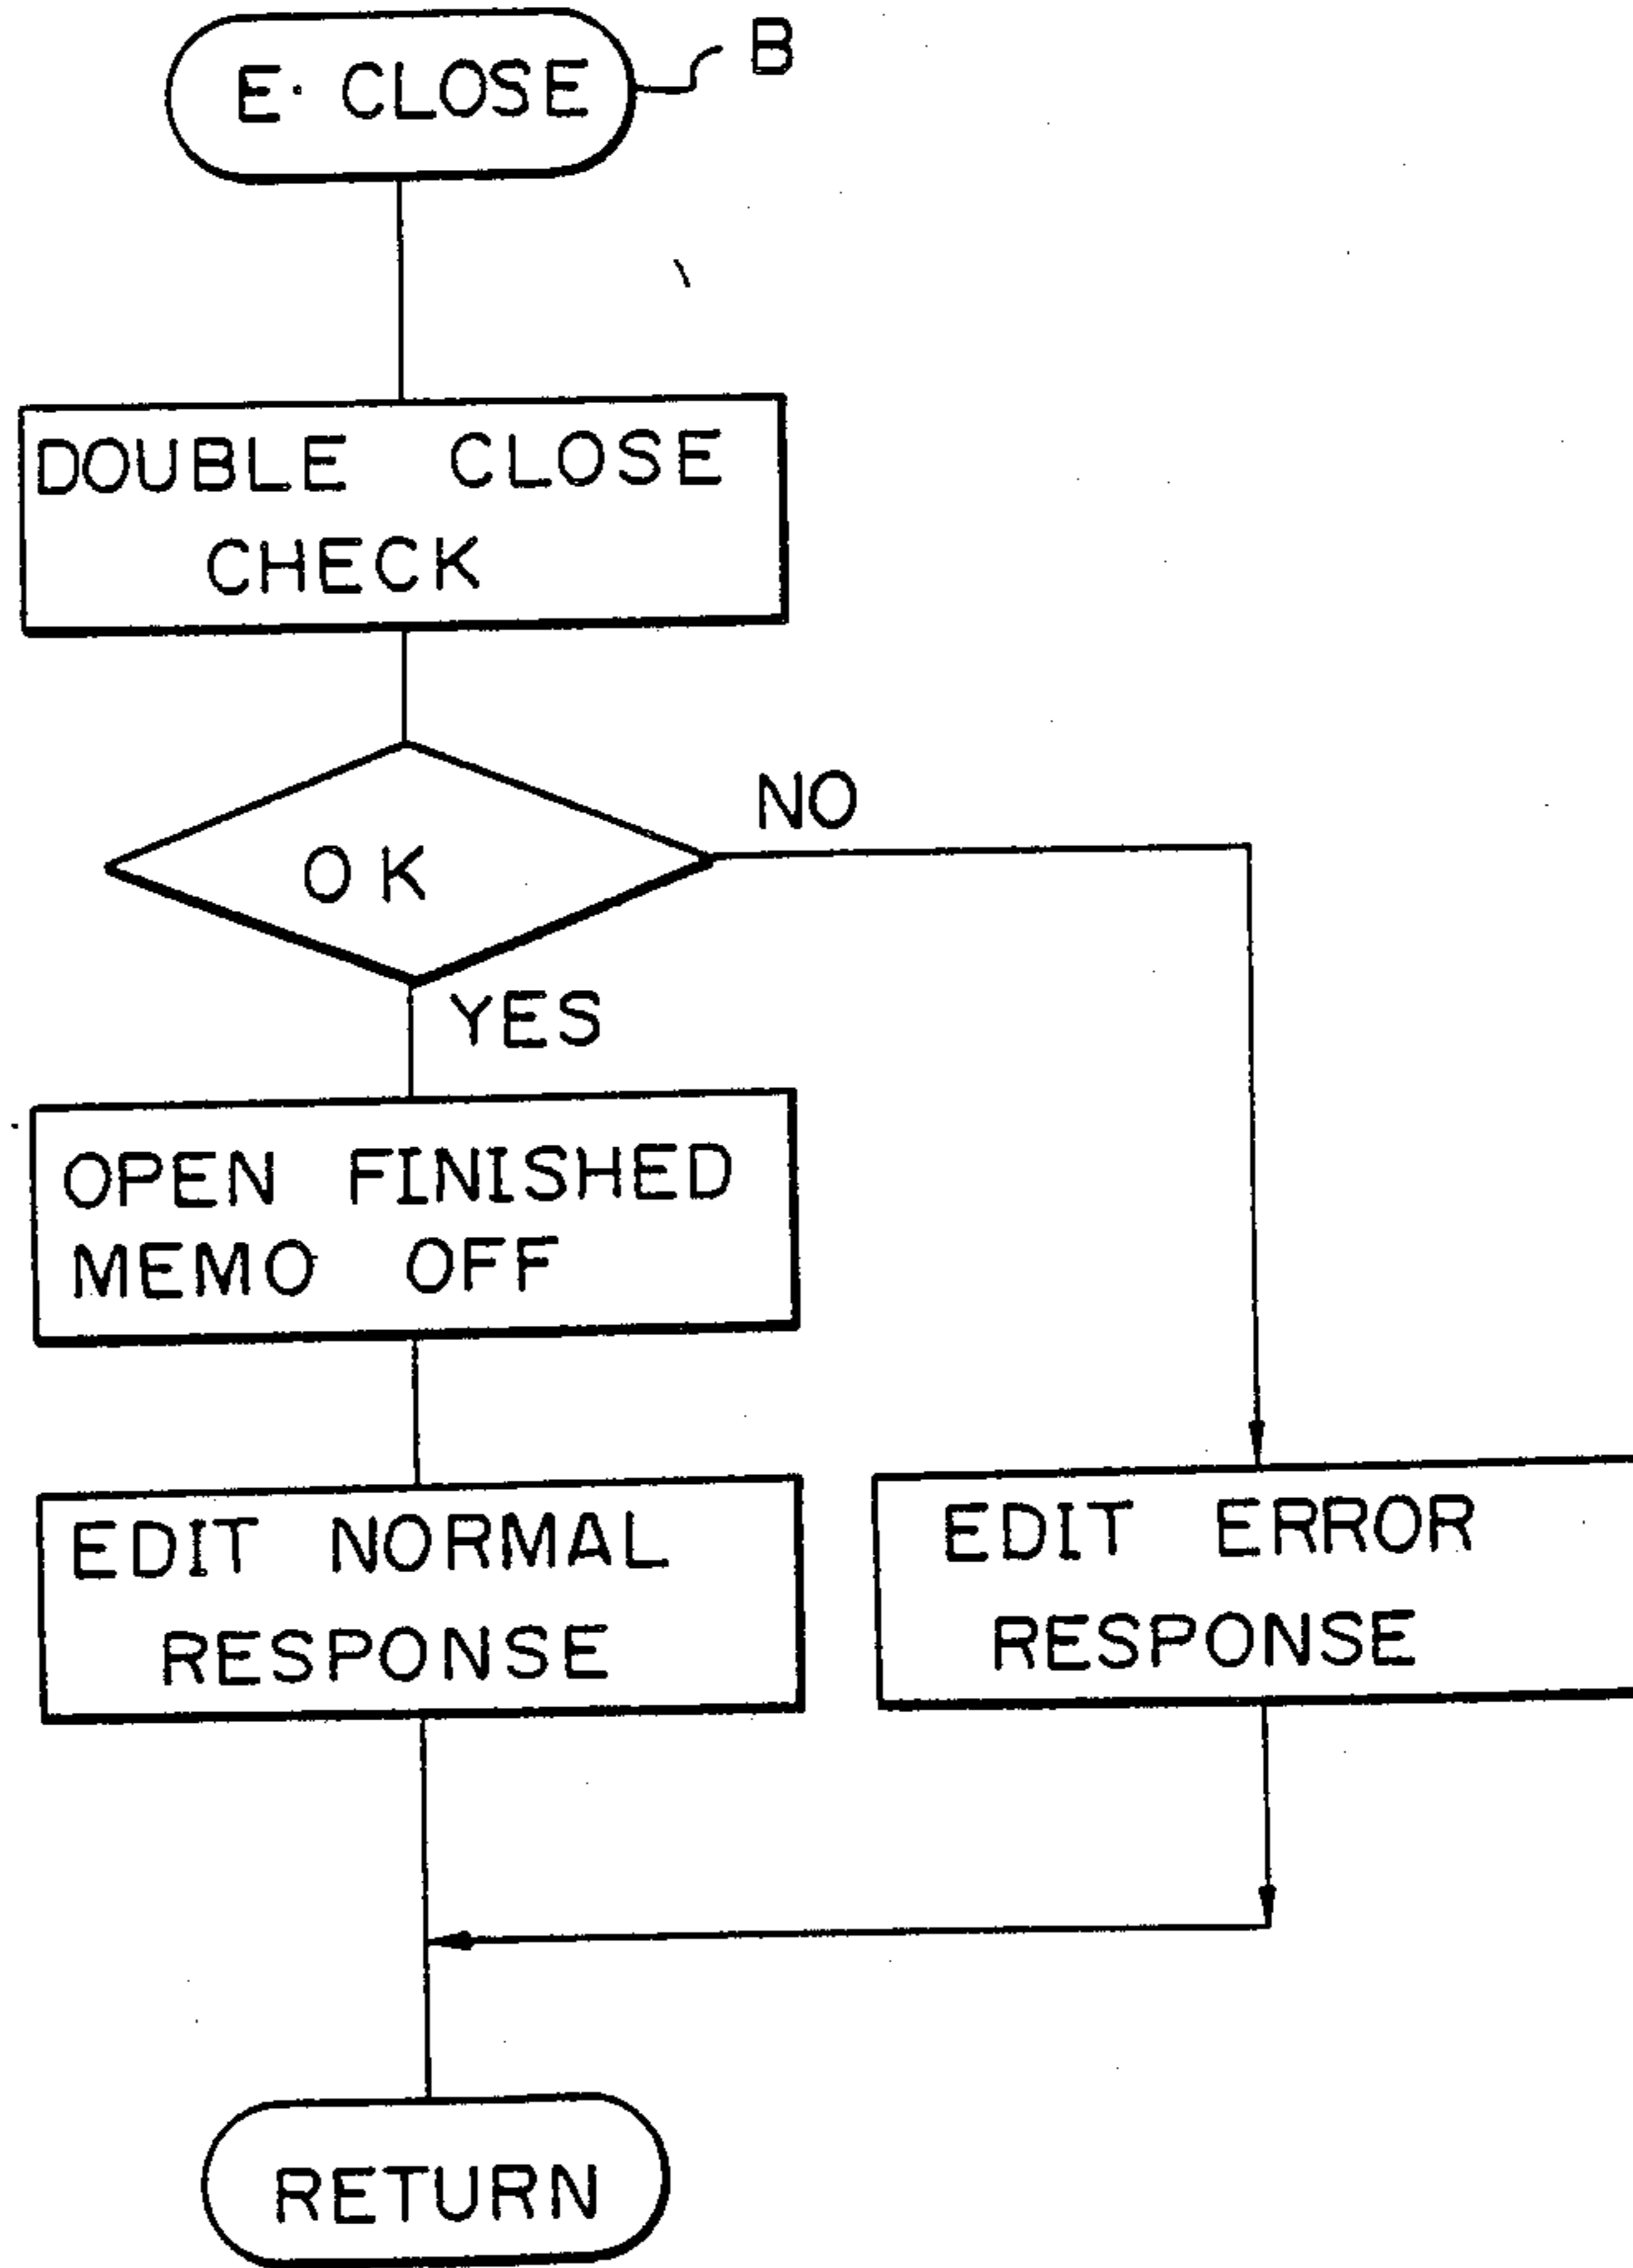 E· CLOSE
B
DOUBLE CLOSE
CHECK
OK
NO
YES
OPEN FINISHED
MEMO OFF
EDIT NORMAL
RESPONSE
EDIT ERROR
RESPONSE
RETURN